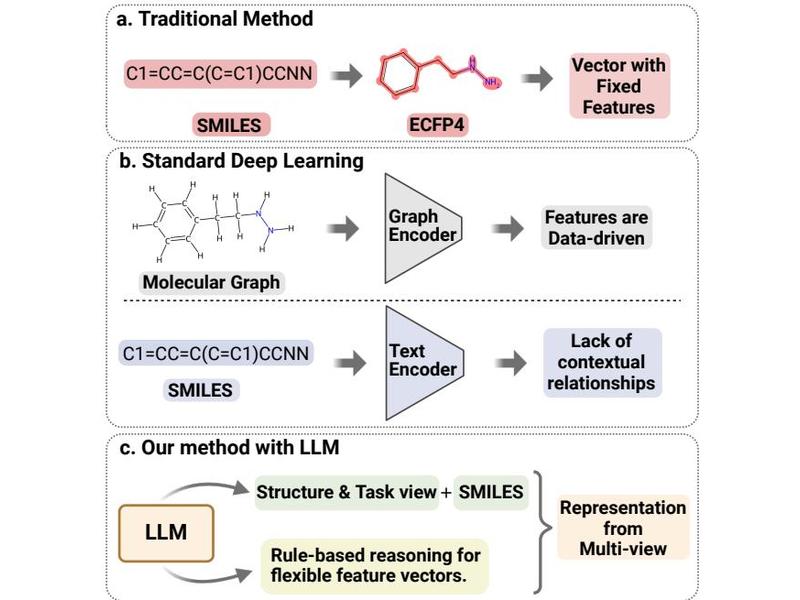 a. Traditional Method
C1=CC=C(C=C1)CCNN
SMILES
H
N
NH2
ECFP4
Vector with
Fixed
Features
b. Standard Deep Learning
H H H H H
C C C C N
H C C N H
C C H H
H H H
Molecular Graph
Graph
Encoder
Features are
Data-driven
C1=CC=C(C=C1)CCNN
SMILES
Text
Encoder
Lack of
contextual
relationships
c. Our method with LLM
LLM
Structure & Task view + SMILES
Rule-based reasoning for
flexible feature vectors.
Representation
from
Multi-view